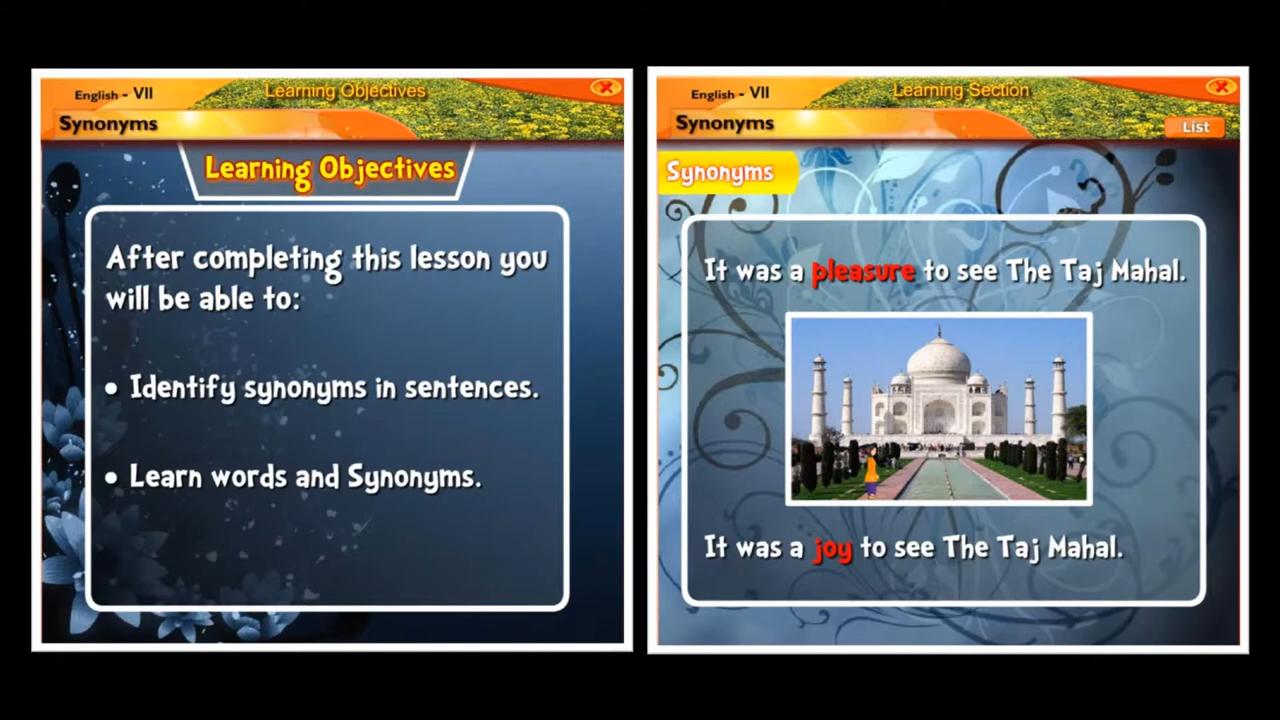 English - VII
Learning Objectives
Synonyms
Learning Objectives
After completing this lesson you
will be able to:
• Identify synonyms in sentences.
• Learn words and Synonyms.
English - VII
Learning Section
Synonyms
List
Synonyms
It was a pleasure to see The Taj Mahal.
It was a joy to see The Taj Mahal.